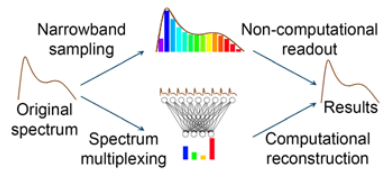 Narrowband
sampling
Non-computational
readout
Original
spectrum
Results
Spectrum
multiplexing
Computational
reconstruction